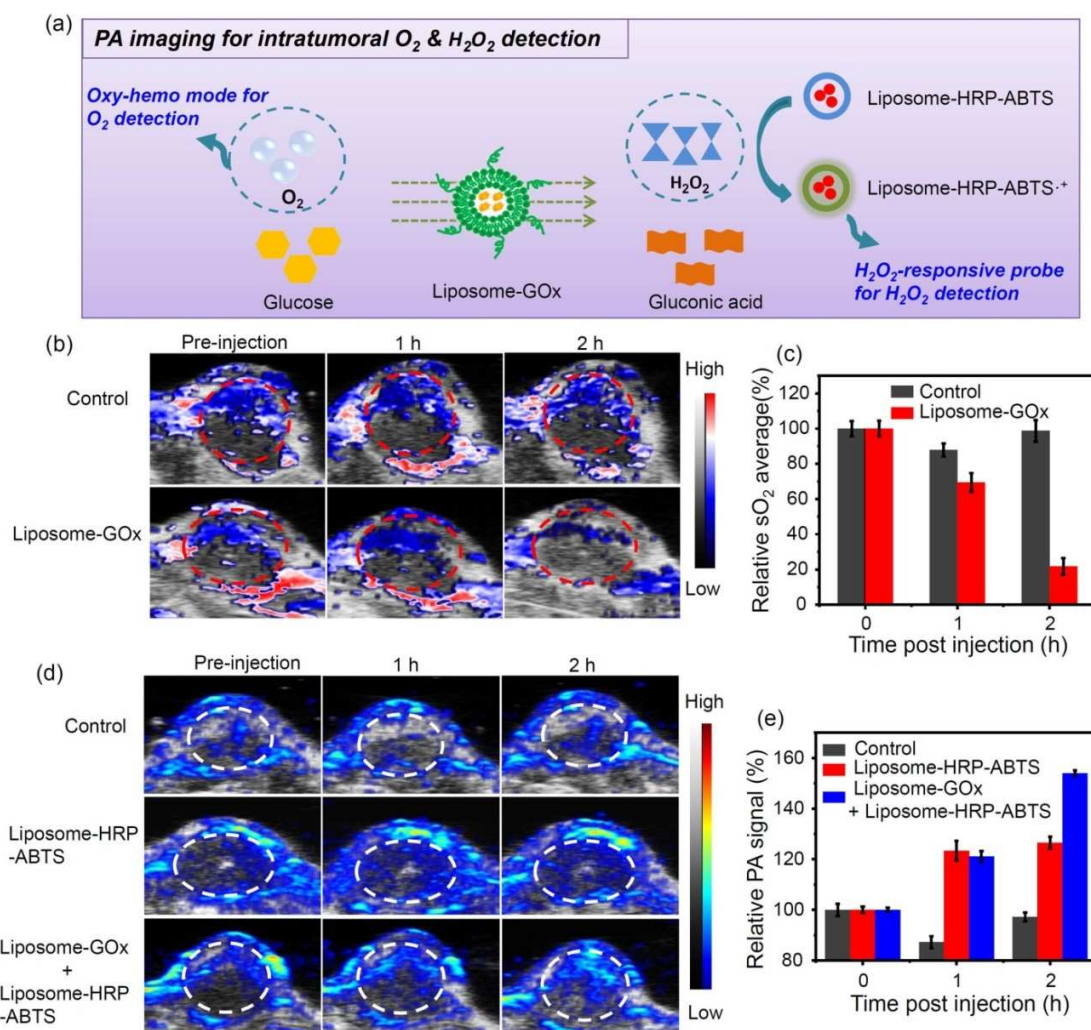 (a)
PA imaging for intratumoral O₂ & H₂O₂ detection
Oxy-hemo mode for
O₂ detection
O₂
Glucose
Liposome-GOx
H₂O₂
Gluconic acid
Liposome-HRP-ABTS
Liposome-HRP-ABTS·⁺
H₂O₂-responsive probe
for H₂O₂ detection
(b)
Pre-injection
1 h
2 h
Control
Liposome-GOx
High
Low
(c)
Relative sO₂ average(%)
120
100
80
60
40
20
0
Control
Liposome-GOx
0
1
2
Time post injection (h)
(d)
Pre-injection
1 h
2 h
Control
Liposome-HRP
-ABTS
Liposome-GOx
+
Liposome-HRP
-ABTS
High
Low
(e)
Relative PA signal (%)
160
140
120
100
80
Control
Liposome-HRP-ABTS
Liposome-GOx
+ Liposome-HRP-ABTS
0
1
2
Time post injection (h)